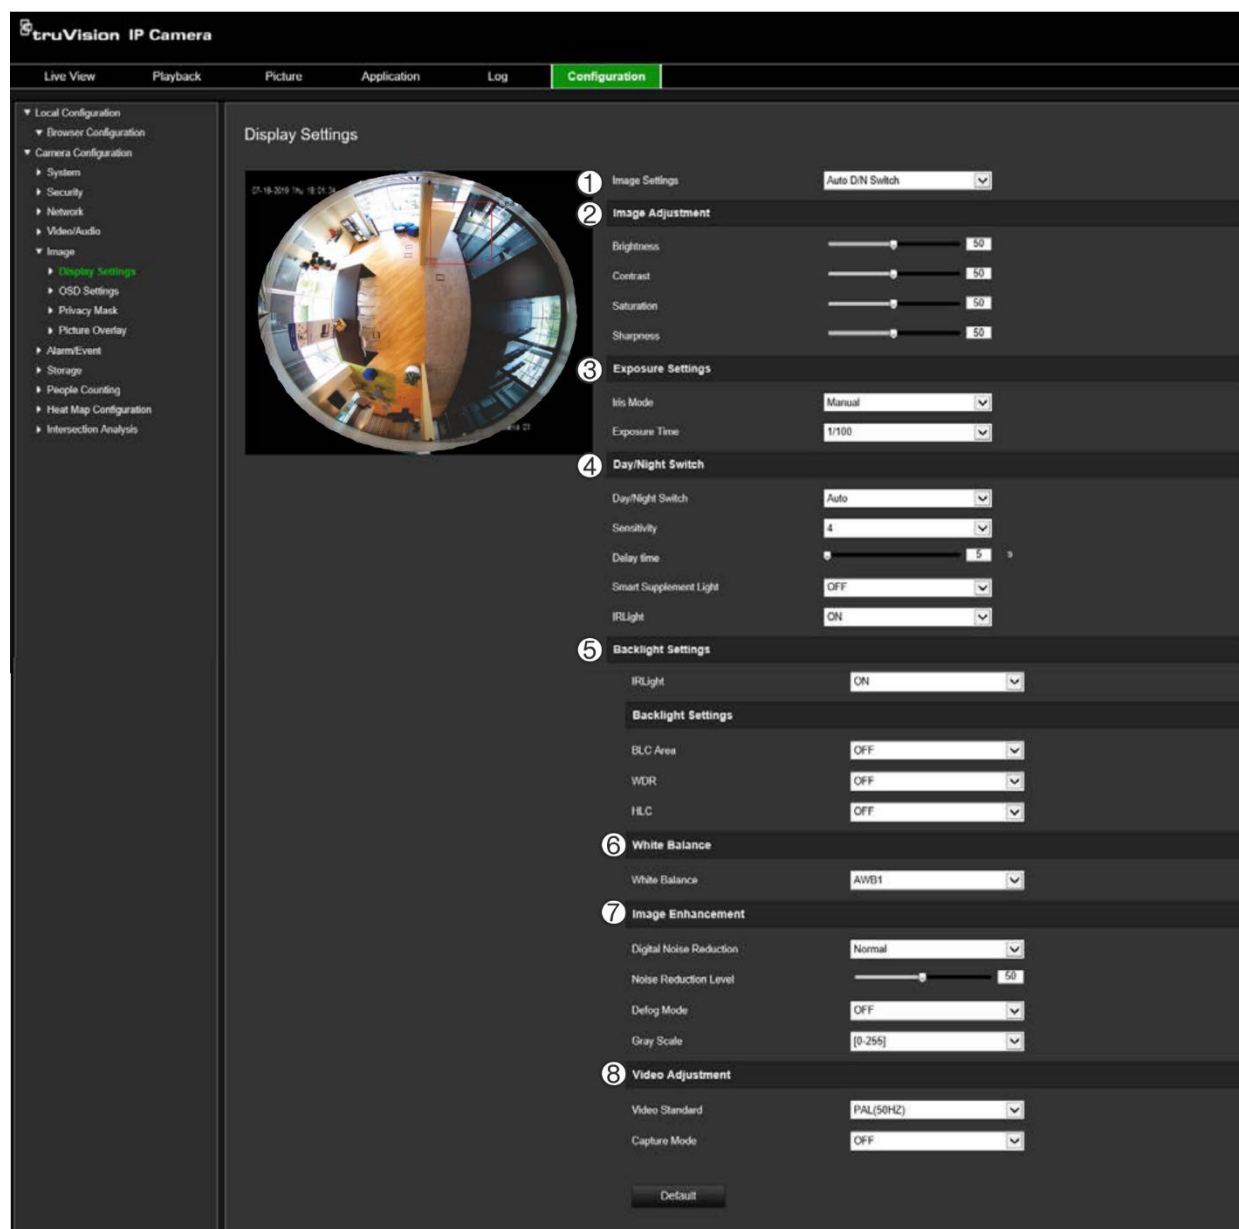 truVision IP Camera
Live View Playback Picture Application Log Configuration
Local Configuration
Browser Configuration
Camera Configuration
System
Security
Network
Video/Audio
Image
Display Settings
OSD Settings
Privacy Mask
Picture Overlay
Alarm/Event
Storage
People Counting
Heat Map Configuration
Intersection Analysis
Display Settings
07-18-2019 Thu
1 Image Settings Auto D/N Switch
2 Image Adjustment
Brightness 50
Contrast 50
Saturation 50
Sharpness 50
3 Exposure Settings
Iris Mode Manual
Exposure Time 1/100
4 Day/Night Switch
Day/Night Switch Auto
Sensitivity 4
Delay time 5 s
Smart Supplement Light OFF
IRLight ON
5 Backlight Settings
IRLight ON
Backlight Settings
BLC Area OFF
WDR OFF
HLC OFF
6 White Balance
White Balance AWB1
7 Image Enhancement
Digital Noise Reduction Normal
Noise Reduction Level 50
Defog Mode OFF
Gray Scale [0-255]
8 Video Adjustment
Video Standard PAL(50HZ)
Capture Mode OFF
Default